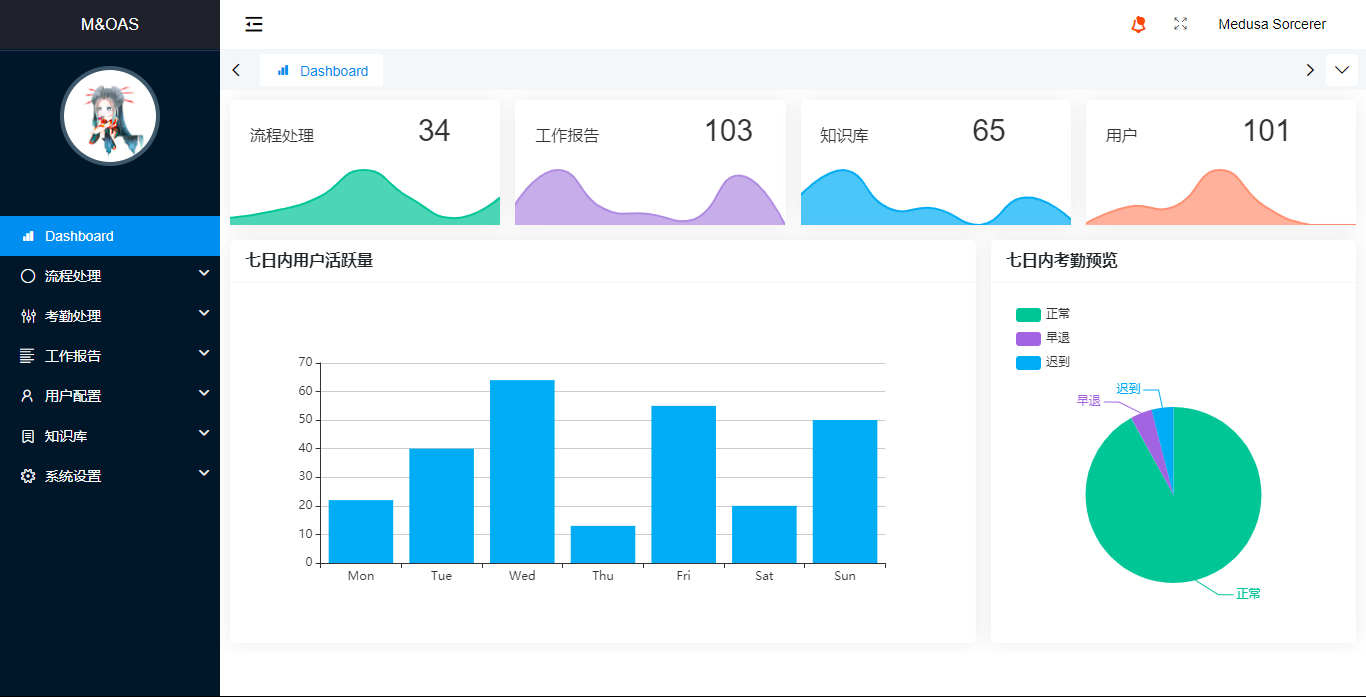 M&OAS
Medusa Sorcerer
Dashboard
Dashboard
流程处理
考勤处理
工作报告
用户配置
知识库
系统设置
流程处理 34
工作报告 103
知识库 65
用户 101
七日内用户活跃量
70
60
50
40
30
20
10
0
Mon Tue Wed Thu Fri Sat Sun
七日内考勤预览
正常
早退
迟到
迟到
早退
正常